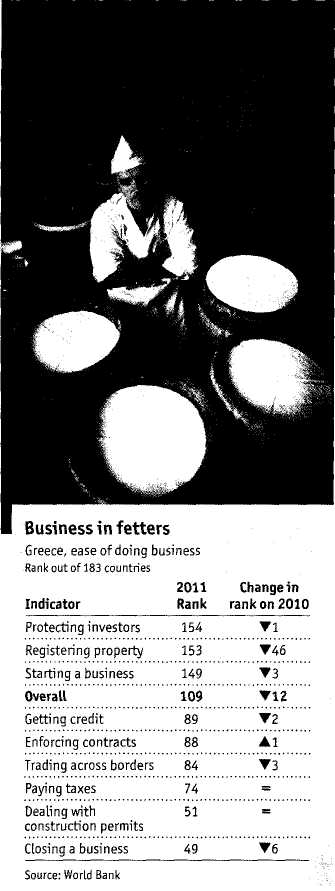 Business in fetters
Greece, ease of doing business
Rank out of 183 countries
2011 Change in
Indicator Rank rank on 2010
Protecting investors 154 ▼1
Registering property 153 ▼46
Starting a business 149 ▼3
Overall 109 ▼12
Getting credit 89 ▼2
Enforcing contracts 88 ▲1
Trading across borders 84 ▼3
Paying taxes 74 =
Dealing with
construction permits 51 =
Closing a business 49 ▼6
Source: World Bank